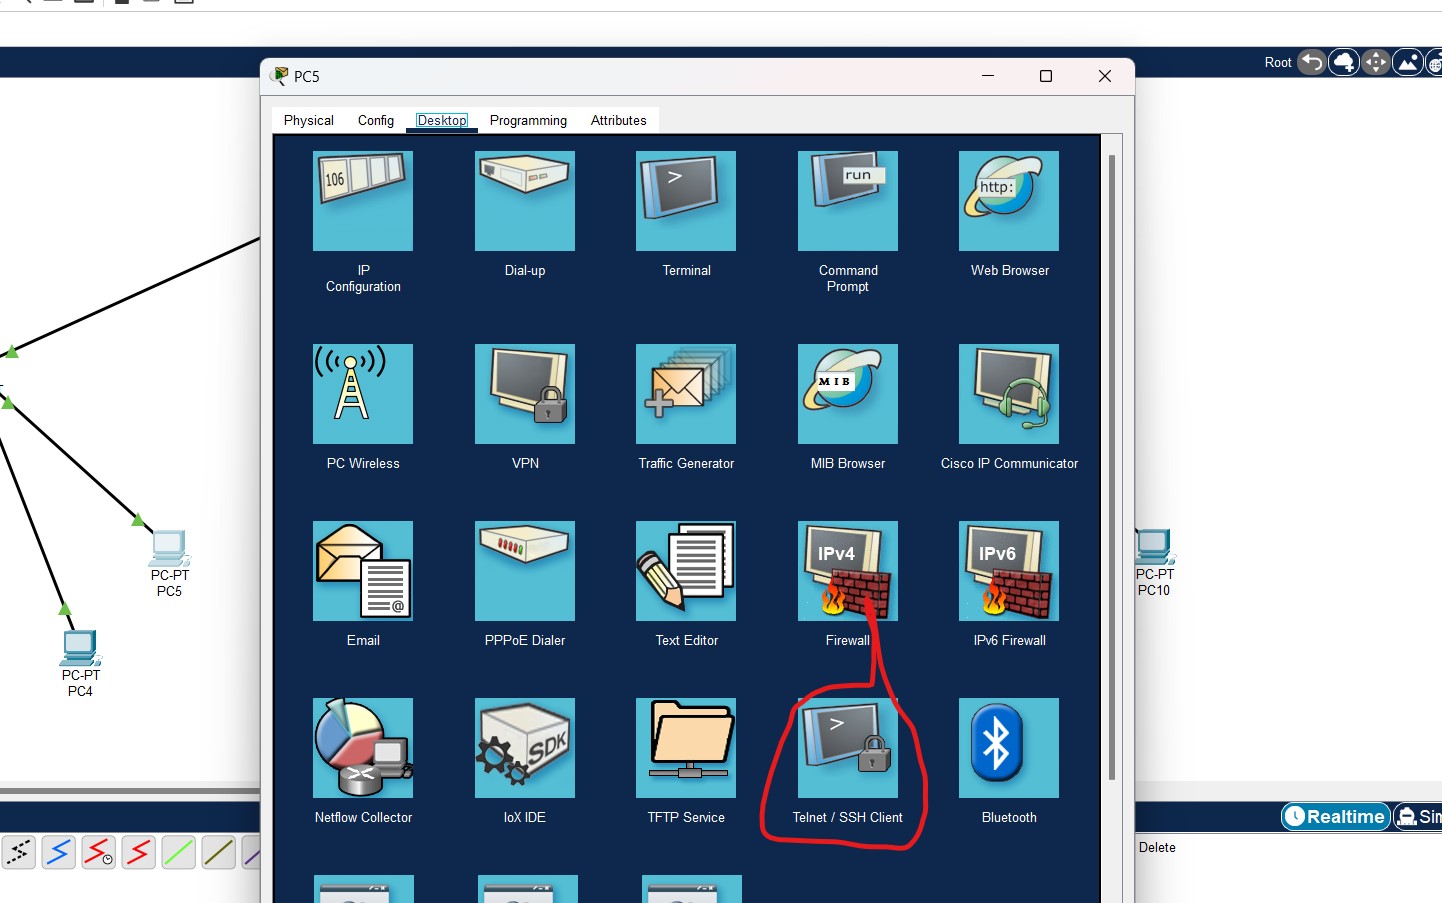 Root
PC5
Physical Config Desktop Programming Attributes
106
>
run
http:
IP
Configuration
Dial-up
Terminal
Command
Prompt
Web Browser
MIB
PC Wireless
VPN
Traffic Generator
MIB Browser
Cisco IP Communicator
IPv4
IPv6
@
Email
PPPoE Dialer
Text Editor
Firewall
IPv6 Firewall
SDK
>
Netflow Collector
IoX IDE
TFTP Service
Telnet / SSH Client
Bluetooth
PC-PT
PC5
PC-PT
PC4
PC-PT
PC10
Realtime
Sim
Delete